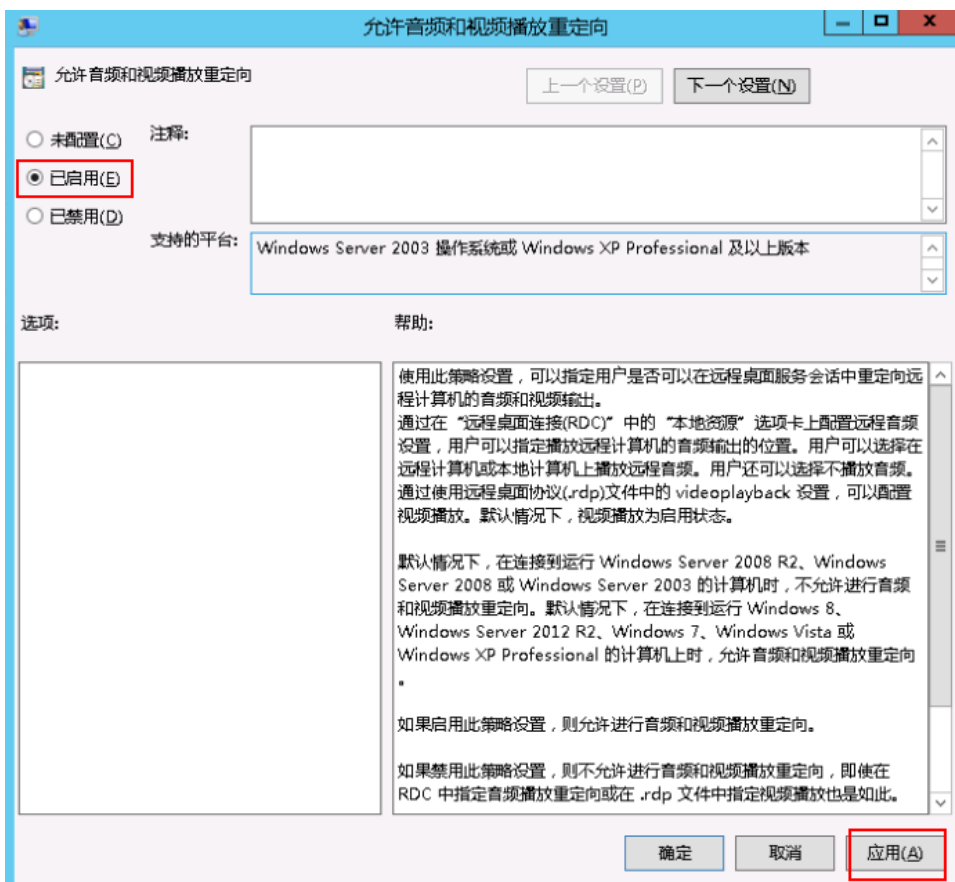 允许音频和视频播放重定向
允许音频和视频播放重定向
上一个设置(P)
下一个设置(N)
未配置(C)
注释:
已启用(E)
已禁用(D)
支持的平台:
Windows Server 2003 操作系统或 Windows XP Professional 及以上版本
选项:
帮助:
使用此策略设置，可以指定用户是否可以在远程桌面服务会话中重定向远
程计算机的音频和视频输出。
通过在“远程桌面连接(RDC)”中的“本地资源”选项卡上配置远程音频
设置，用户可以指定播放远程计算机的音频输出的位置。用户可以选择在
远程计算机或本地计算机上播放远程音频。用户还可以选择不播放音频。
通过使用远程桌面协议(.rdp)文件中的 videoplayback 设置，可以配置
视频播放。默认情况下，视频播放为启用状态。
默认情况下，在连接到运行 Windows Server 2008 R2、Windows
Server 2008 或 Windows Server 2003 的计算机时，不允许进行音频
和视频播放重定向。默认情况下，在连接到运行 Windows 8、
Windows Server 2012 R2、Windows 7、Windows Vista 或
Windows XP Professional 的计算机上时，允许音频和视频播放重定向
。
如果启用此策略设置，则允许进行音频和视频播放重定向。
如果禁用此策略设置，则不允许进行音频和视频播放重定向，即使在
RDC 中指定音频播放重定向或在 .rdp 文件中指定视频播放也是如此。
确定
取消
应用(A)